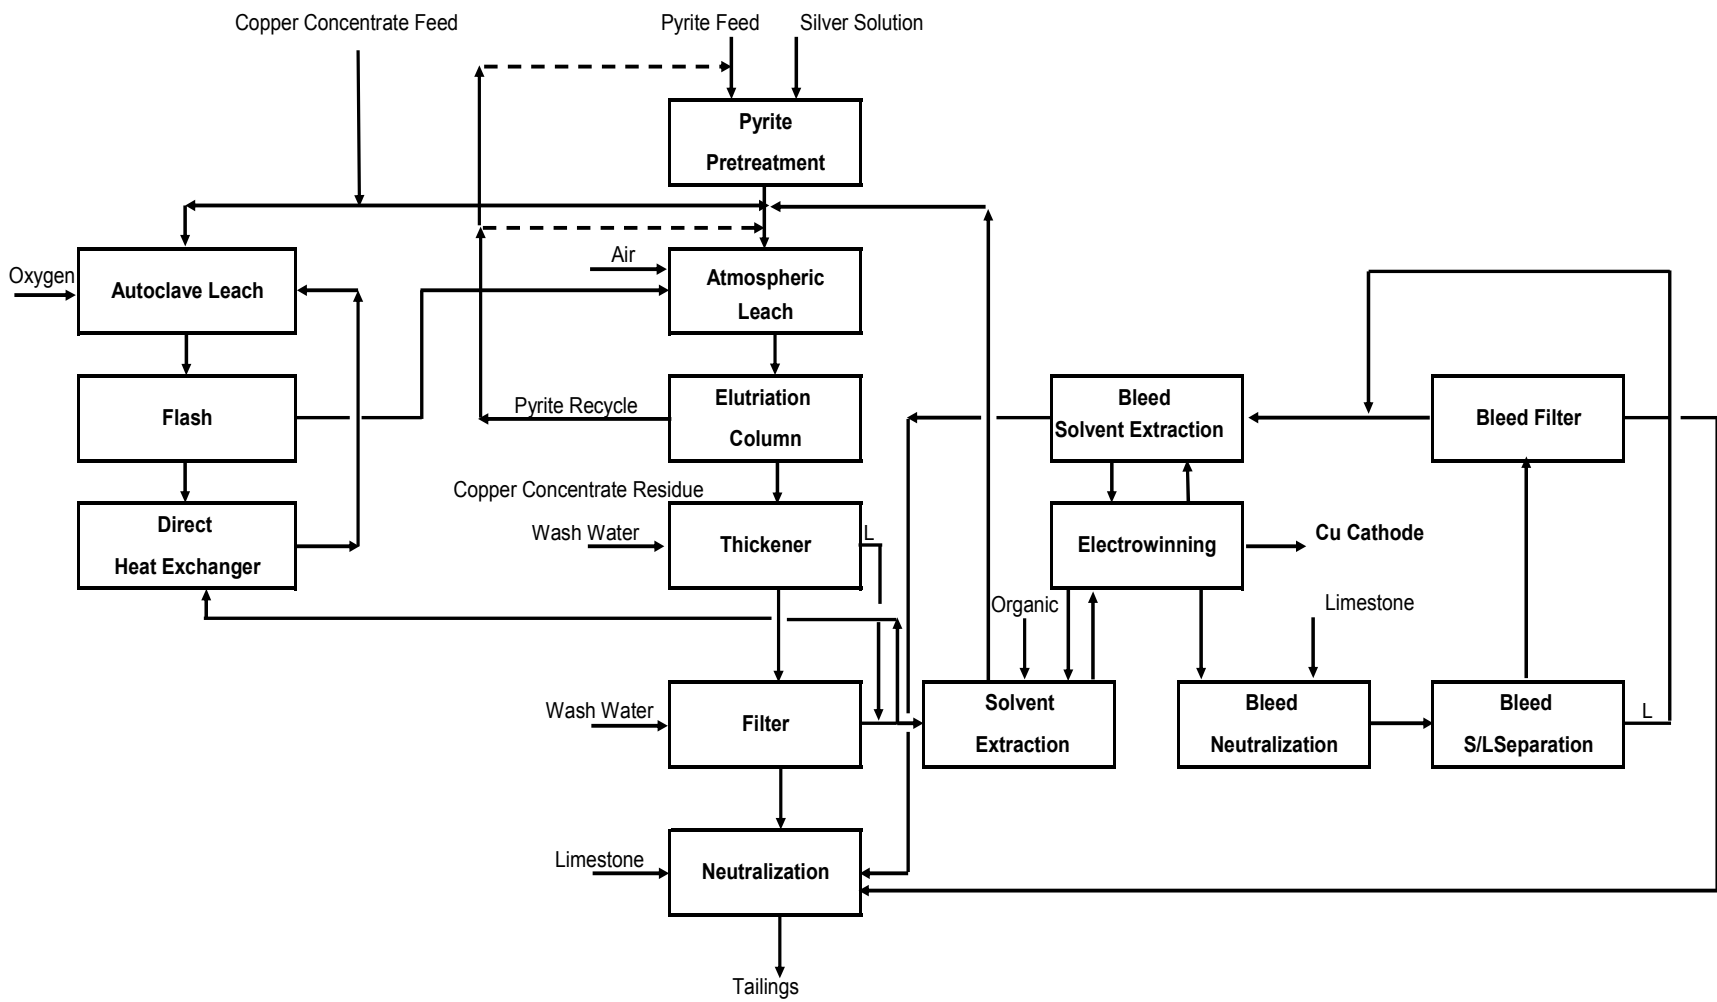 Copper Concentrate Feed
Pyrite Feed
Silver Solution
Pyrite
Pretreatment
Oxygen
Autoclave Leach
Air
Atmospheric
Leach
Flash
Pyrite Recycle
Elutriation
Column
Bleed
Solvent Extraction
Bleed Filter
Copper Concentrate Residue
Direct
Heat Exchanger
Wash Water
Thickener
L
Electrowinning
Cu Cathode
Organic
Limestone
Wash Water
Filter
Solvent
Extraction
Bleed
Neutralization
Bleed
S/LSeparation
L
Limestone
Neutralization
Tailings